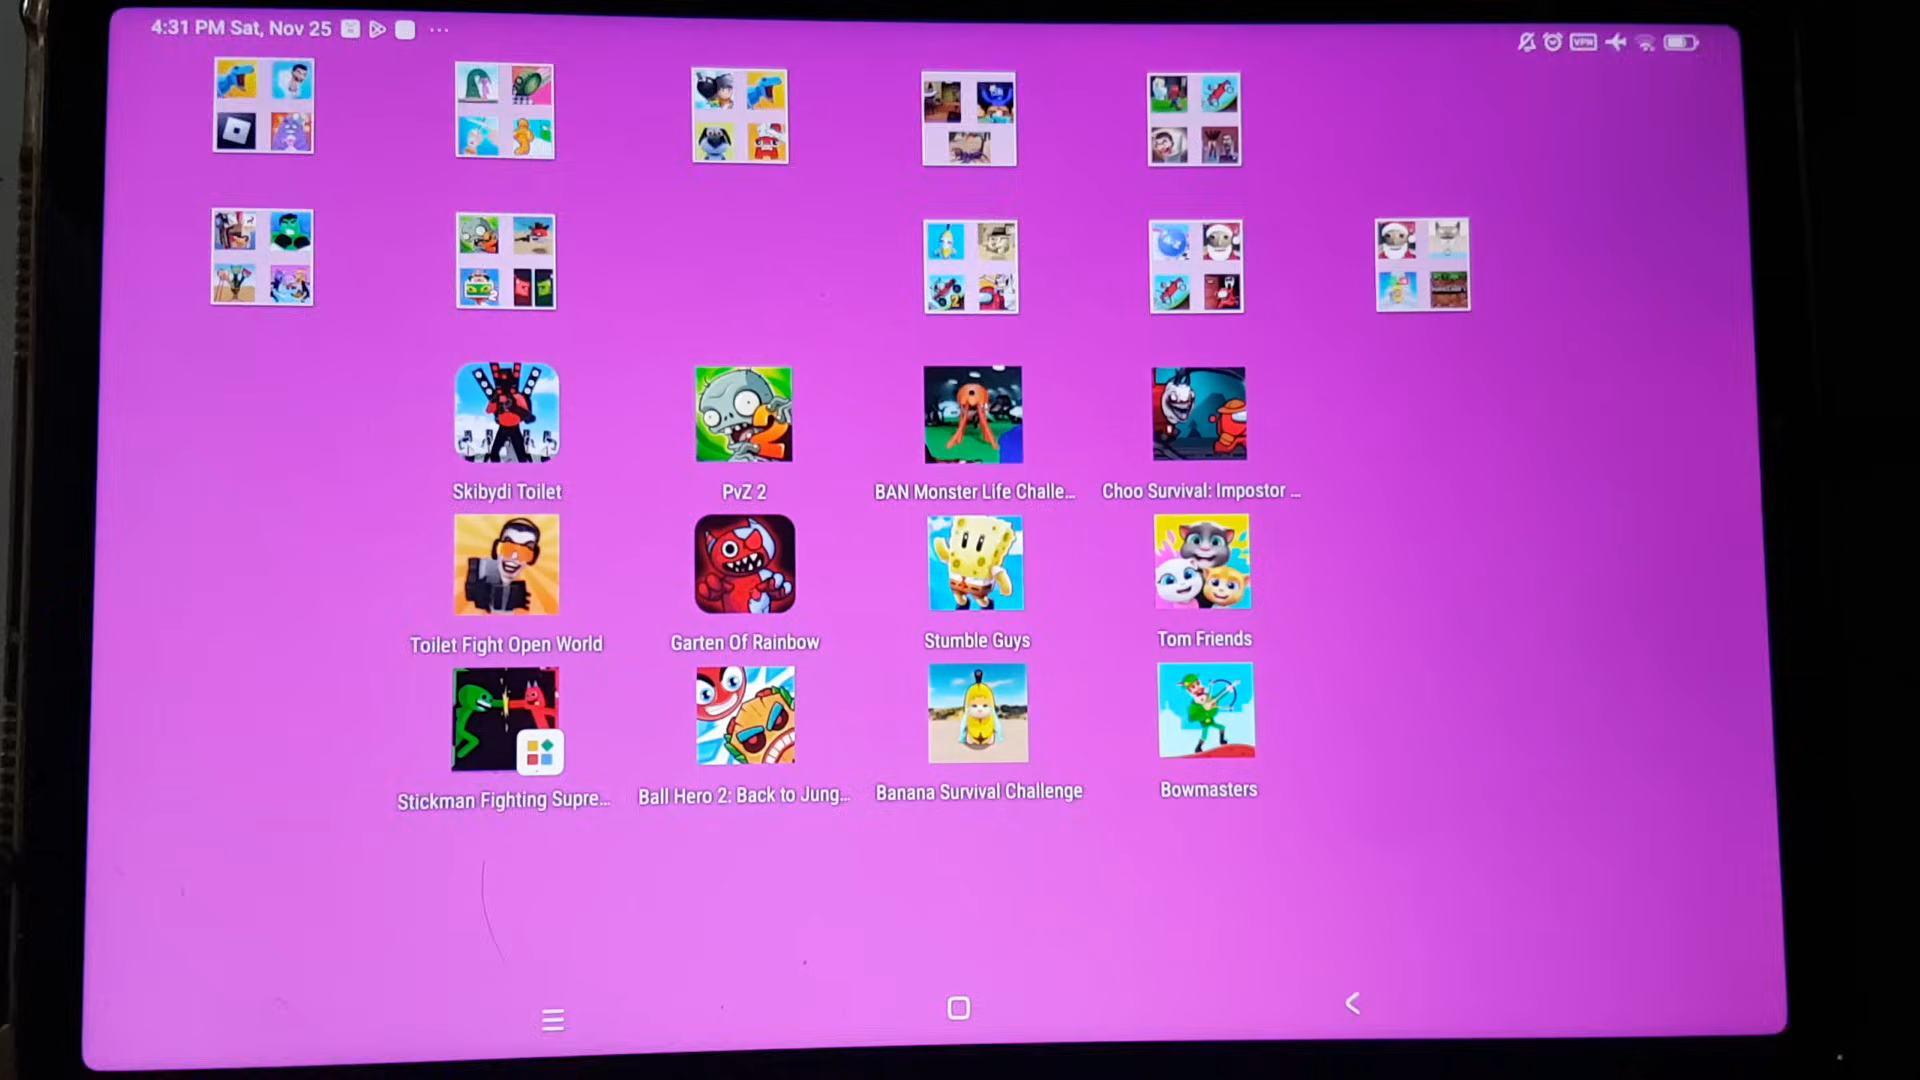 4:31 PM Sat, Nov 25
VPN
Skibydi Toilet
PvZ 2
BAN Monster Life Challe...
Choo Survival: Impostor ...
Toilet Fight Open World
Garten Of Rainbow
Stumble Guys
Tom Friends
Stickman Fighting Supre...
Ball Hero 2: Back to Jung...
Banana Survival Challenge
Bowmasters